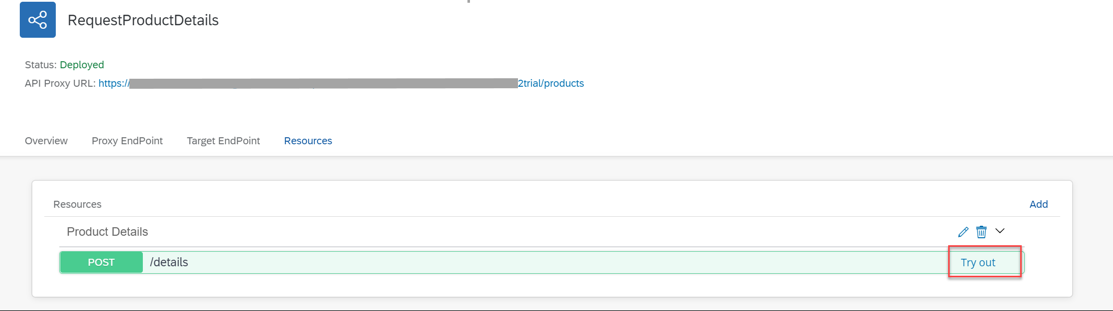 RequestProductDetails
Status: Deployed
API Proxy URL: https://2trial/products
Overview Proxy EndPoint Target EndPoint Resources
Resources Add
Product Details
POST /details Try out